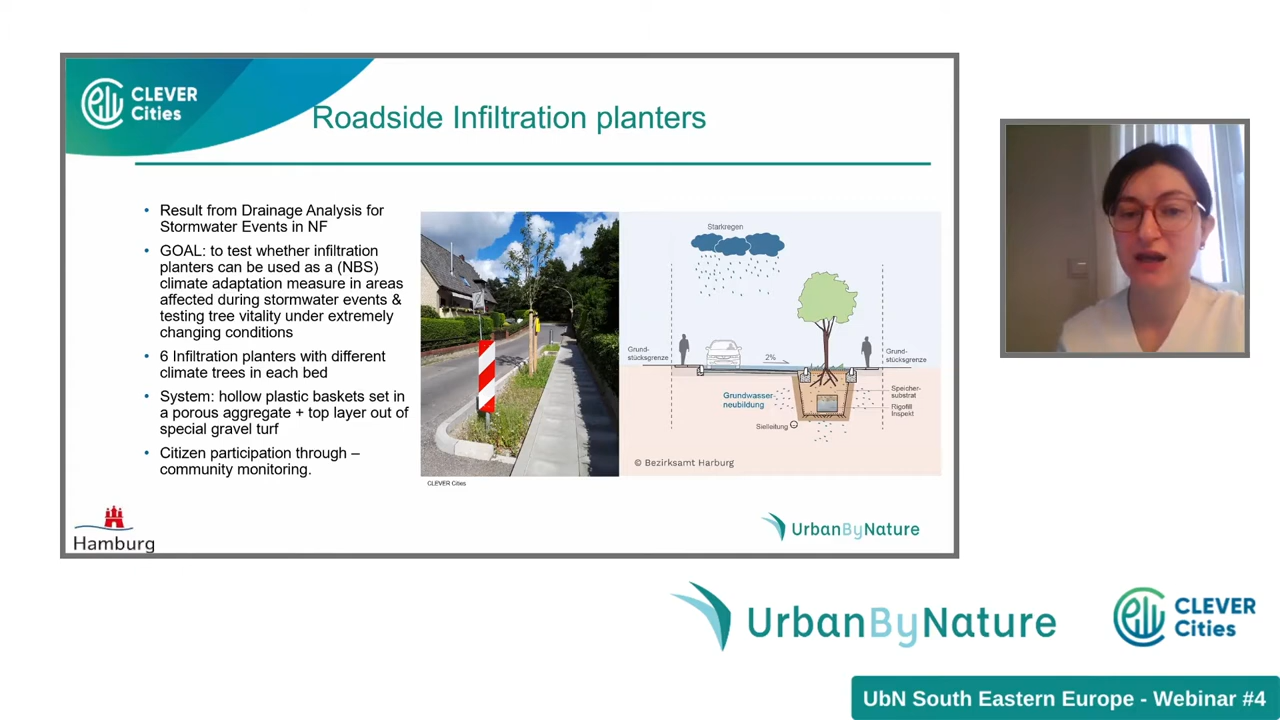 CLEVER
Cities
Roadside Infiltration planters
• Result from Drainage Analysis for
Stormwater Events in NF
• GOAL: to test whether infiltration
planters can be used as a (NBS)
climate adaptation measure in areas
affected during stormwater events &
testing tree vitality under extremely
changing conditions
• 6 Infiltration planters with different
climate trees in each bed
• System: hollow plastic baskets set in
a porous aggregate + top layer out of
special gravel turf
• Citizen participation through –
community monitoring.
CLEVER Cities
Starkregen
Grund-
stücksgrenze
2%
Grund-
stücksgrenze
Grundwasser
neubildung
Speicher-
substrat
Rigofill
Inspekt
Sielleitung
© Bezirksamt Harburg
Hamburg
UrbanByNature
UrbanByNature
CLEVER
Cities
UbN South Eastern Europe - Webinar #4